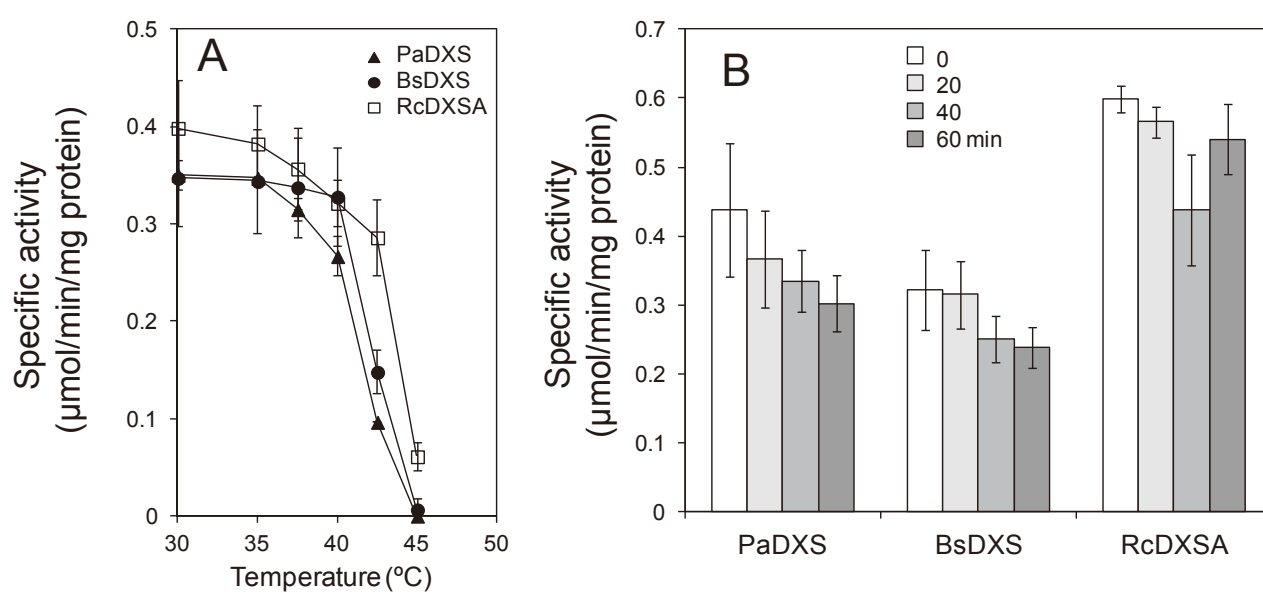 A
PaDXS
BsDXS
RcDXSA
Specific activity
(µmol/min/mg protein)
0.5
0.4
0.3
0.2
0.1
0
30 35 40 45 50
Temperature (ºC)
B
0
20
40
60 min
Specific activity
(µmol/min/mg protein)
0.7
0.6
0.5
0.4
0.3
0.2
0.1
0
PaDXS BsDXS RcDXSA